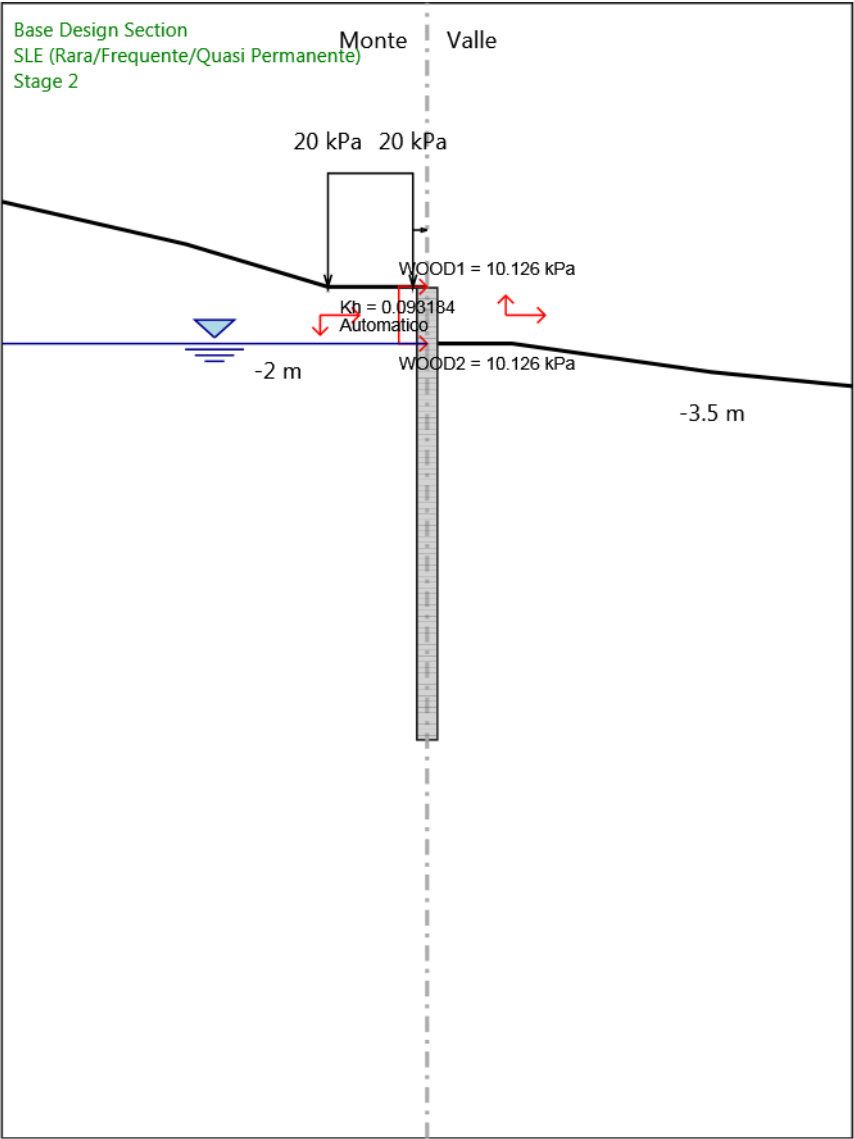 Base Design Section
SLE (Rara/Frequente/Quasi Permanente)
Stage 2
Monte
Valle
20 kPa 20 kPa
WOOD1 = 10.126 kPa
Kh = 0.093184
Automatico
WOOD2 = 10.126 kPa
-2 m
-3.5 m